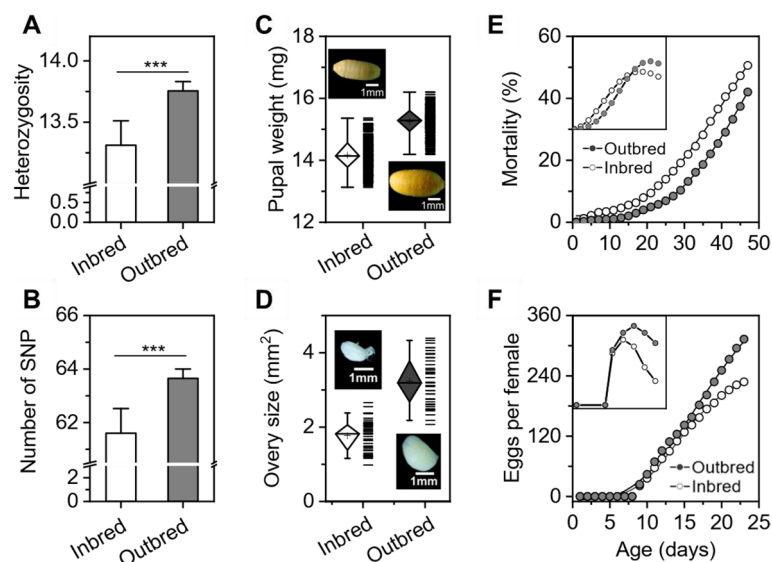 A
Heterozygosity
14.0
13.5
0.5
0.0
***
Inbred
Outbred
B
Number of SNP
66
64
62
2
0
***
Inbred
Outbred
C
Pupal weight (mg)
18
16
14
12
1mm
1mm
Inbred
Outbred
D
Overy size (mm²)
4
2
0
1mm
1mm
Inbred
Outbred
E
Mortality (%)
60
40
20
0
Outbred
Inbred
0 10 20 30 40 50
F
Eggs per female
360
240
120
0
Outbred
Inbred
0 5 10 15 20 25
Age (days)